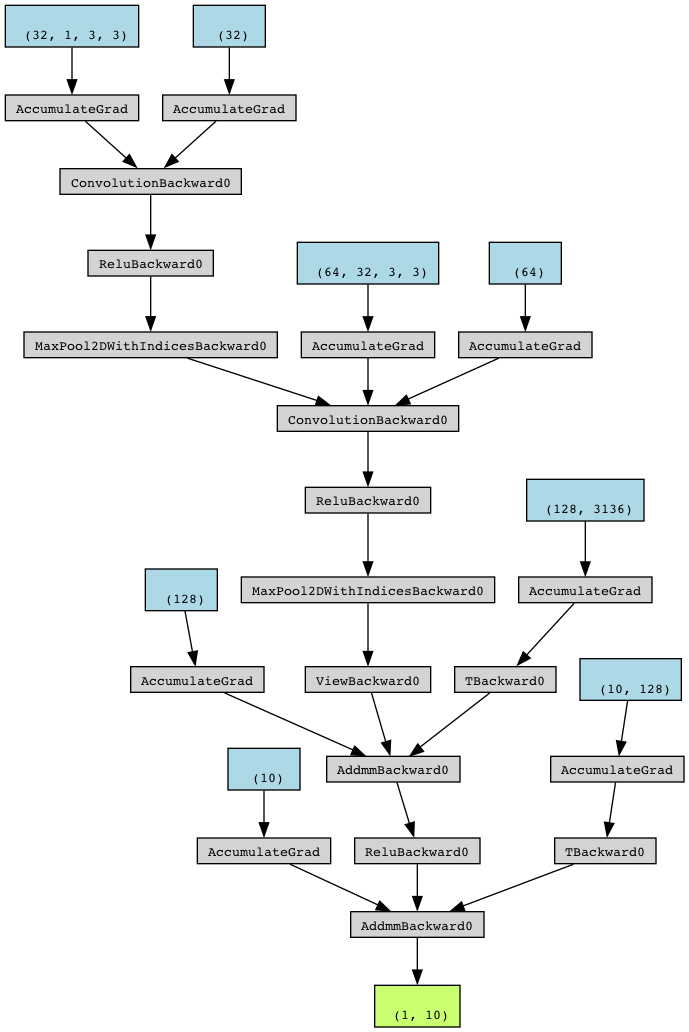 (32, 1, 3, 3)
(32)
AccumulateGrad
AccumulateGrad
ConvolutionBackward0
ReluBackward0
(64, 32, 3, 3)
(64)
MaxPool2DWithIndicesBackward0
AccumulateGrad
AccumulateGrad
ConvolutionBackward0
ReluBackward0
(128, 3136)
(128)
MaxPool2DWithIndicesBackward0
AccumulateGrad
AccumulateGrad
ViewBackward0
TBackward0
(10, 128)
(10)
AddmmBackward0
AccumulateGrad
AccumulateGrad
ReluBackward0
TBackward0
AddmmBackward0
(1, 10)